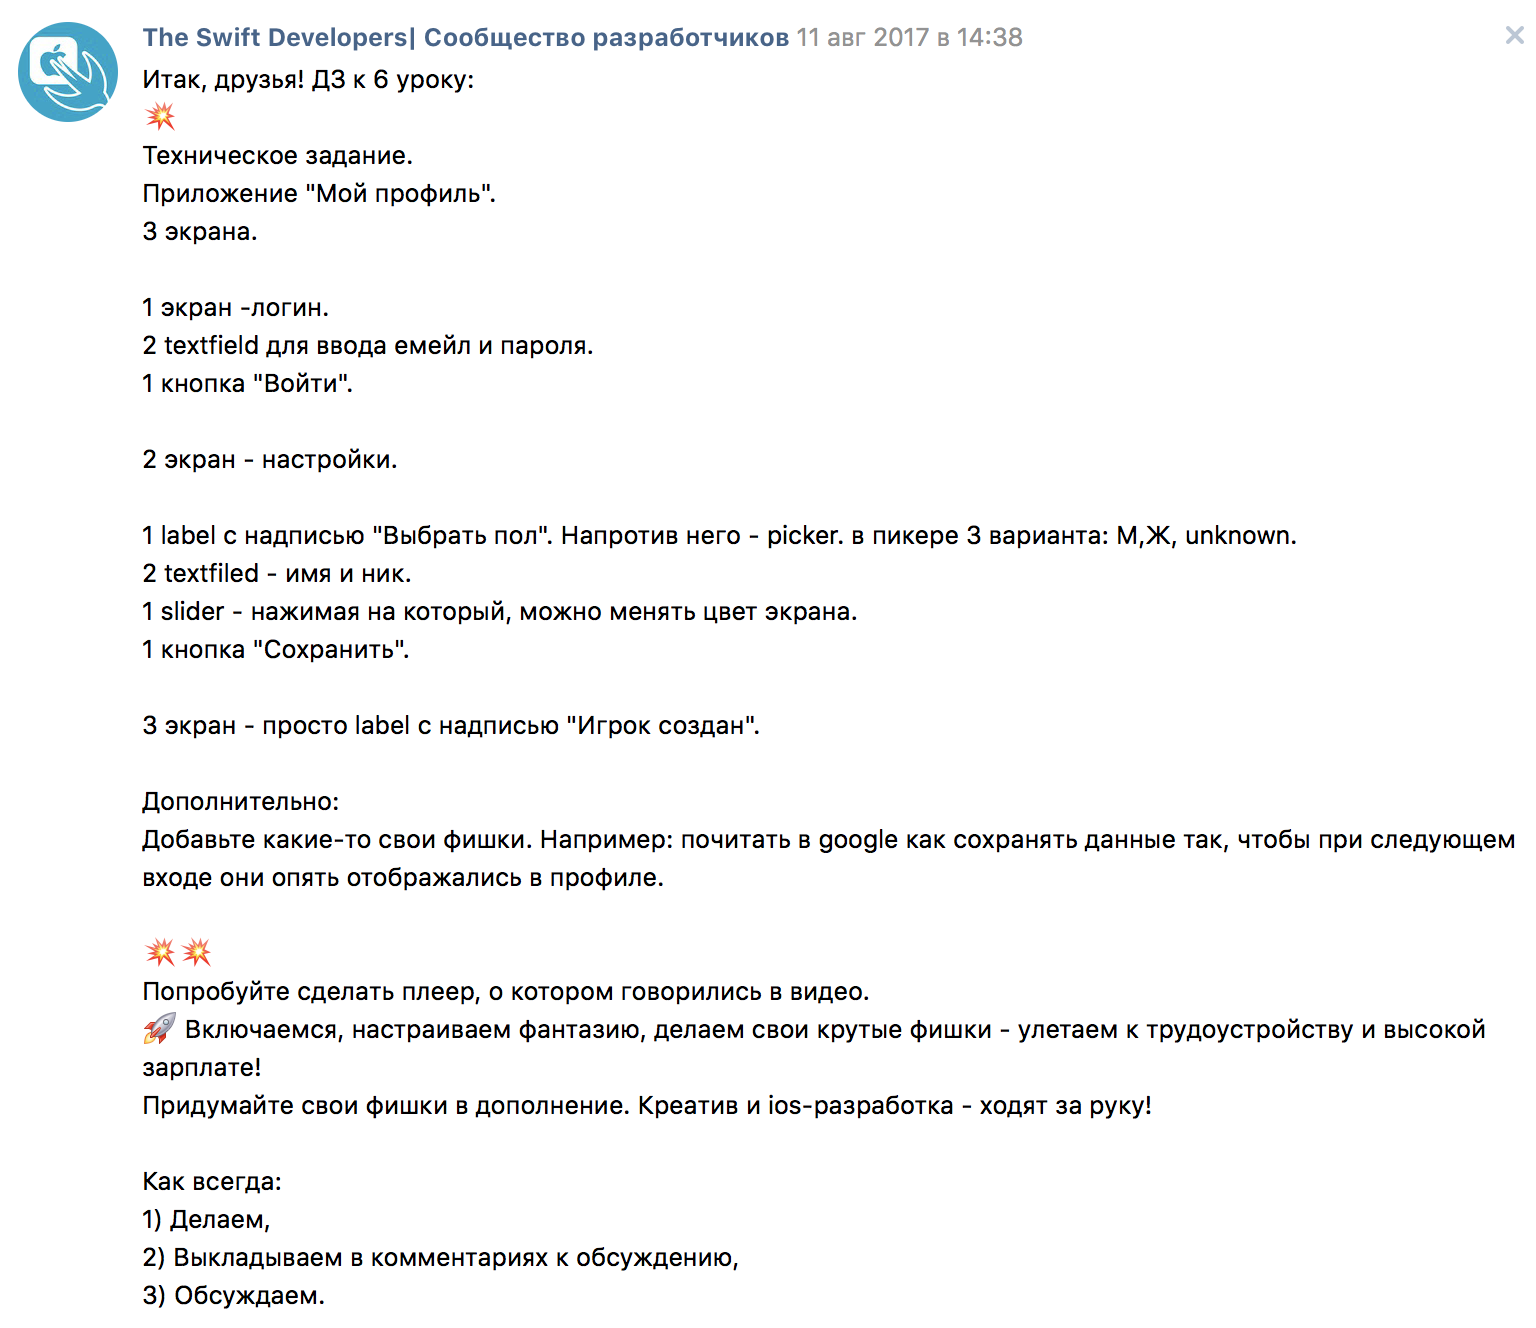 The Swift Developers| Сообщество разработчиков 11 авг 2017 в 14:38
Итак, друзья! ДЗ к 6 уроку:
💥
Техническое задание.
Приложение "Мой профиль".
3 экрана.
1 экран -логин.
2 textfield для ввода емейл и пароля.
1 кнопка "Войти".
2 экран - настройки.
1 label с надписью "Выбрать пол". Напротив него - picker. в пикере 3 варианта: М,Ж, unknown.
2 textfiled - имя и ник.
1 slider - нажимая на который, можно менять цвет экрана.
1 кнопка "Сохранить".
3 экран - просто label с надписью "Игрок создан".
Дополнительно:
Добавьте какие-то свои фишки. Например: почитать в google как сохранять данные так, чтобы при следующем
входе они опять отображались в профиле.
💥💥
Попробуйте сделать плеер, о котором говорились в видео.
🚀 Включаемся, настраиваем фантазию, делаем свои крутые фишки - улетаем к трудоустройству и высокой
зарплате!
Придумайте свои фишки в дополнение. Креатив и ios-разработка - ходят за руку!
Как всегда:
1) Делаем,
2) Выкладываем в комментариях к обсуждению,
3) Обсуждаем.